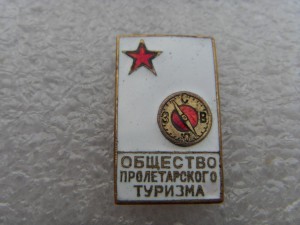 С
З В
Ю
ОБЩЕСТВО
ПРОЛЕТАРСКОГО
ТУРИЗМА